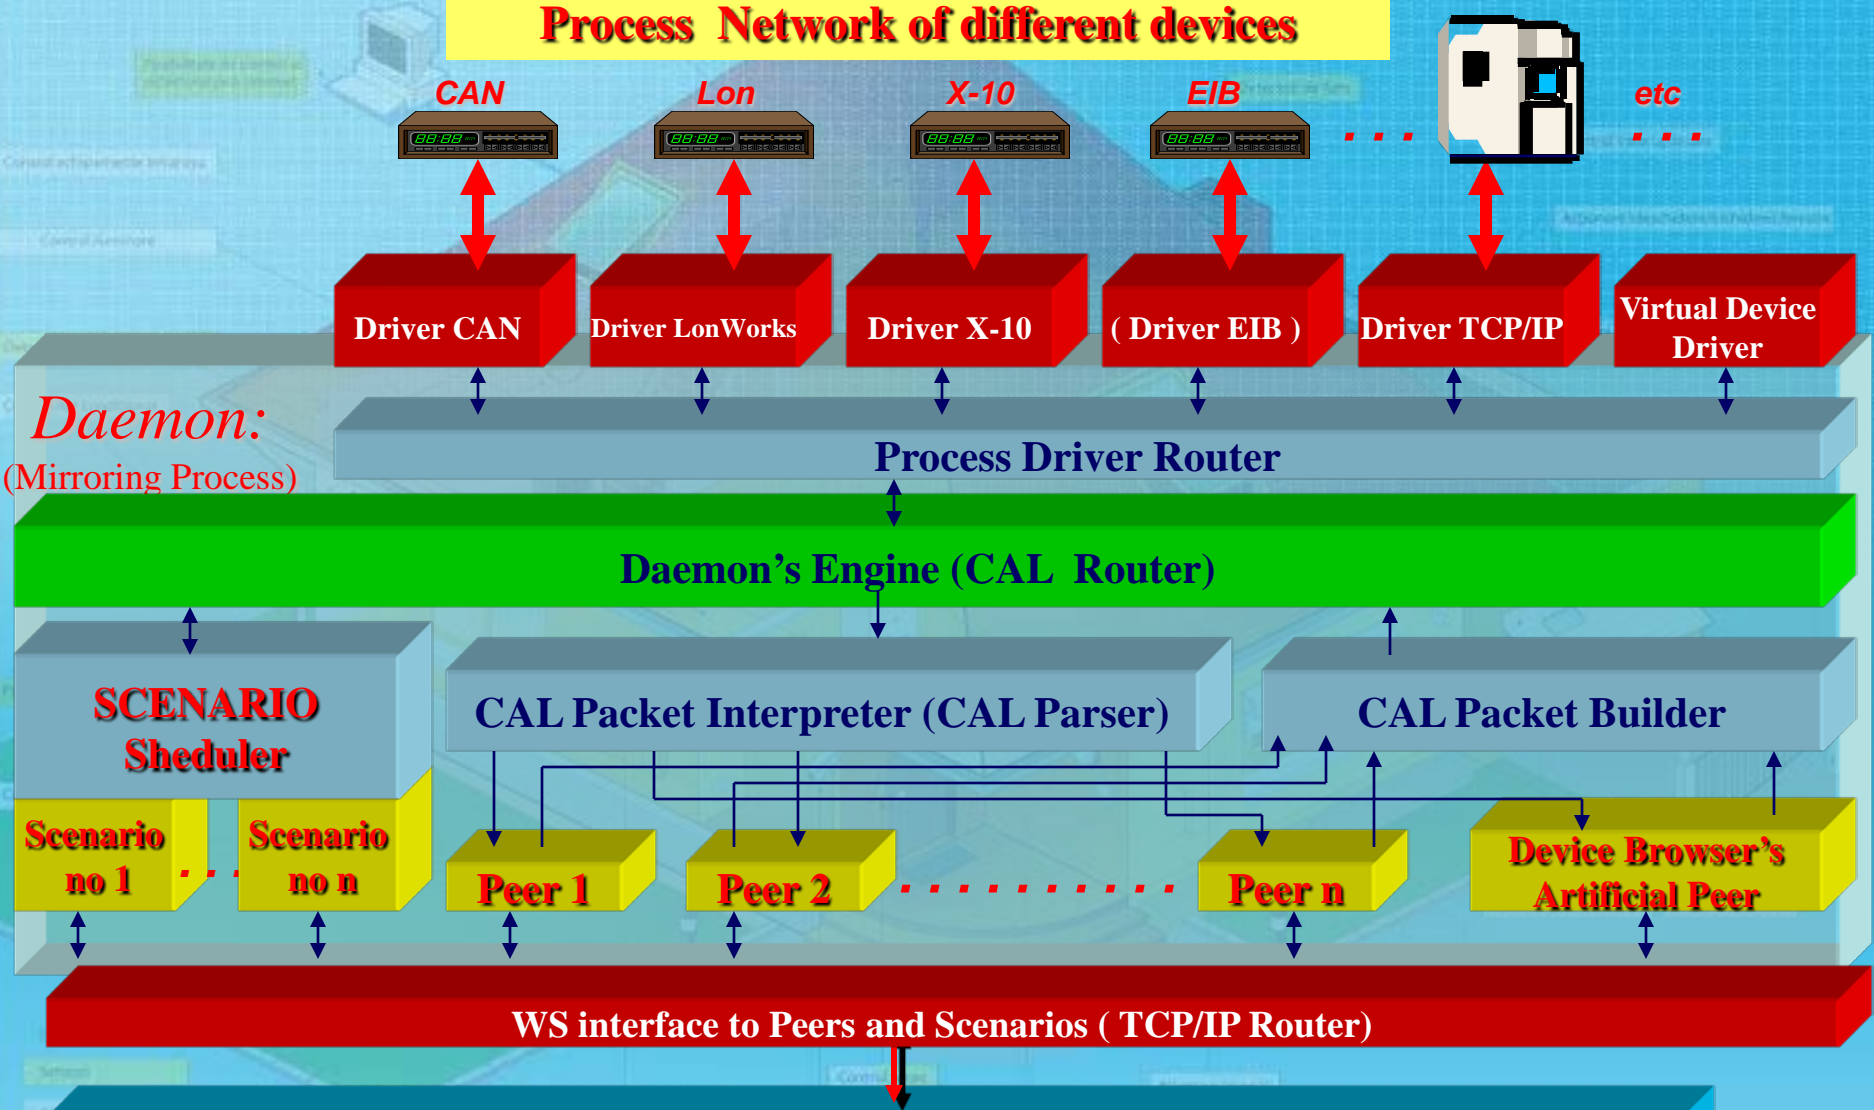 Process Network of different devices
CAN
Lon
X-10
EIB
etc
. . .
. . .
Driver CAN
Driver LonWorks
Driver X-10
( Driver EIB )
Driver TCP/IP
Virtual Device
Driver
Daemon:
(Mirroring Process)
Process Driver Router
Daemon’s Engine (CAL Router)
SCENARIO
Sheduler
CAL Packet Interpreter (CAL Parser)
CAL Packet Builder
Scenario
no 1
. . .
Scenario
no n
Peer 1
Peer 2
. . . . . . . . . .
Peer n
Device Browser’s
Artificial Peer
WS interface to Peers and Scenarios ( TCP/IP Router)